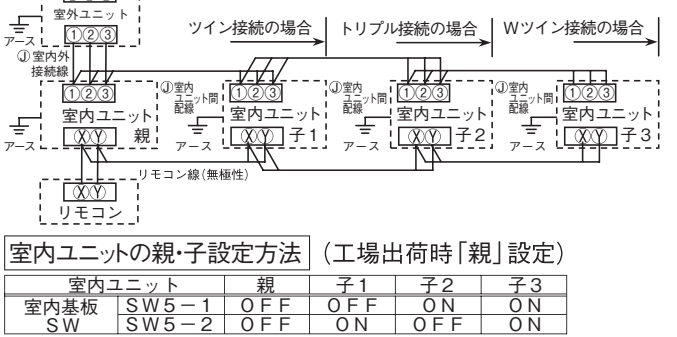 室外ユニット
アース
①②③
ツイン接続の場合
トリプル接続の場合
Wツイン接続の場合
Ⓙ室内外
接続線
①②③
室内ユニット
ⓍⓎ
親
アース
Ⓙ室内
ユニット間
配線
①②③
室内ユニット
ⓍⓎ
子1
アース
Ⓙ室内
ユニット間
配線
①②③
室内ユニット
ⓍⓎ
子2
アース
Ⓙ室内
ユニット間
配線
①②③
室内ユニット
ⓍⓎ
子3
アース
リモコン線(無極性)
ⓍⓎ
リモコン
室内ユニットの親・子設定方法 (工場出荷時「親」設定)
室内ユニット 親 子1 子2 子3
室内基板 SW5-1 OFF OFF ON ON
SW SW5-2 OFF ON OFF ON